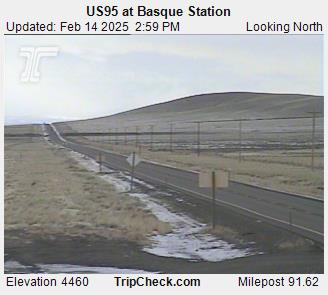 US95 at Basque Station
Updated: Feb 14 2025 2:59 PM Looking North
Elevation 4460 TripCheck.com Milepost 91.62